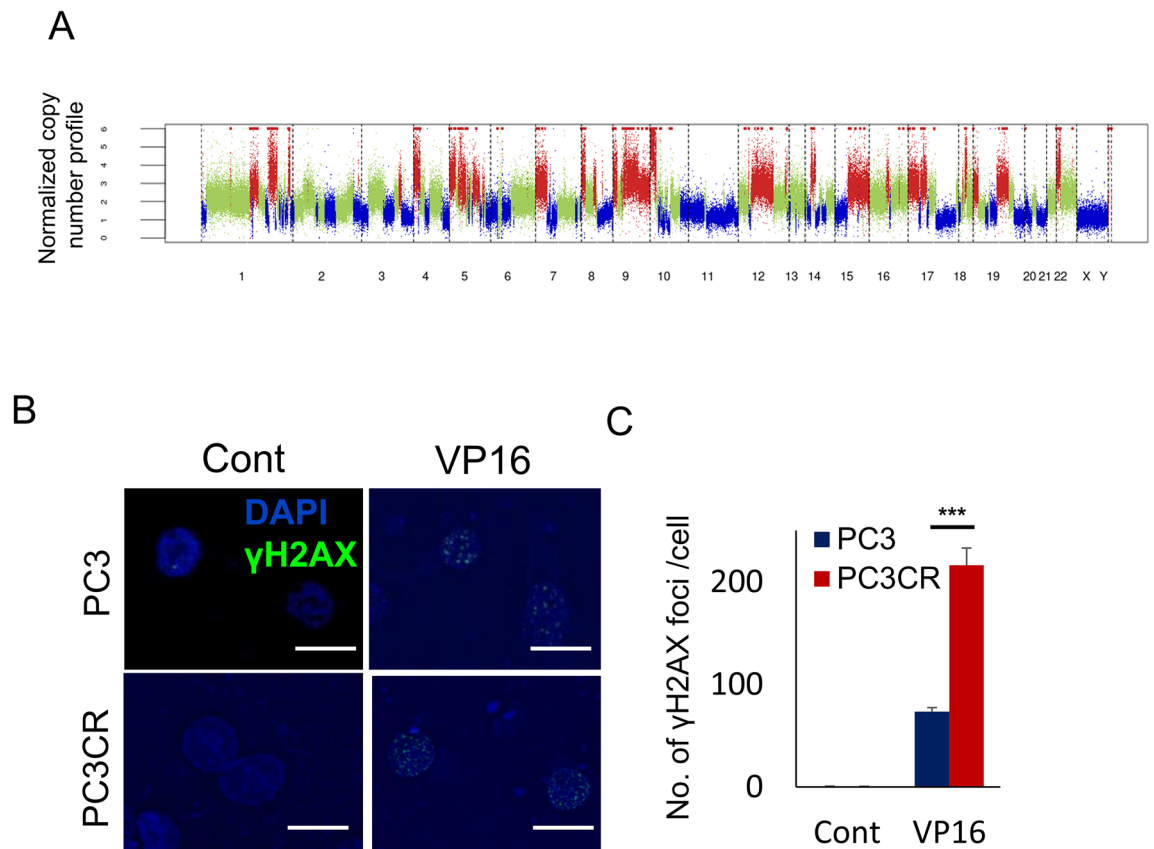 A
Normalized copy
number profile
6
5
4
3
2
1
0
1 2 3 4 5 6 7 8 9 10 11 12 13 14 15 16 17 18 19 20 21 22 X Y
B
Cont VP16
DAPI
γH2AX
PC3
PC3CR
C
No. of γH2AX foci /cell
***
PC3
PC3CR
200
100
0
Cont VP16